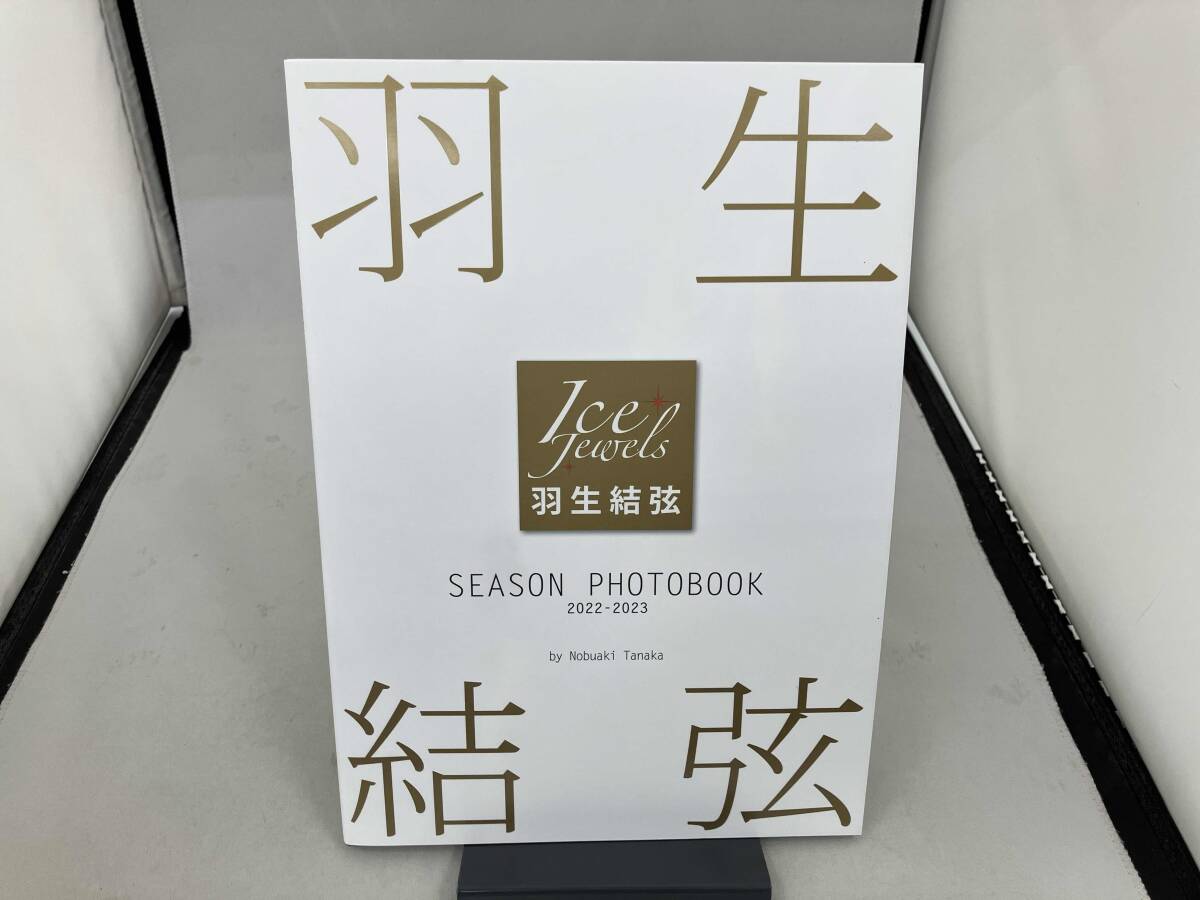 羽生
Ice
Jewels
羽生結弦
SEASON PHOTOBOOK
2022-2023
by Nobuaki Tanaka
結弦